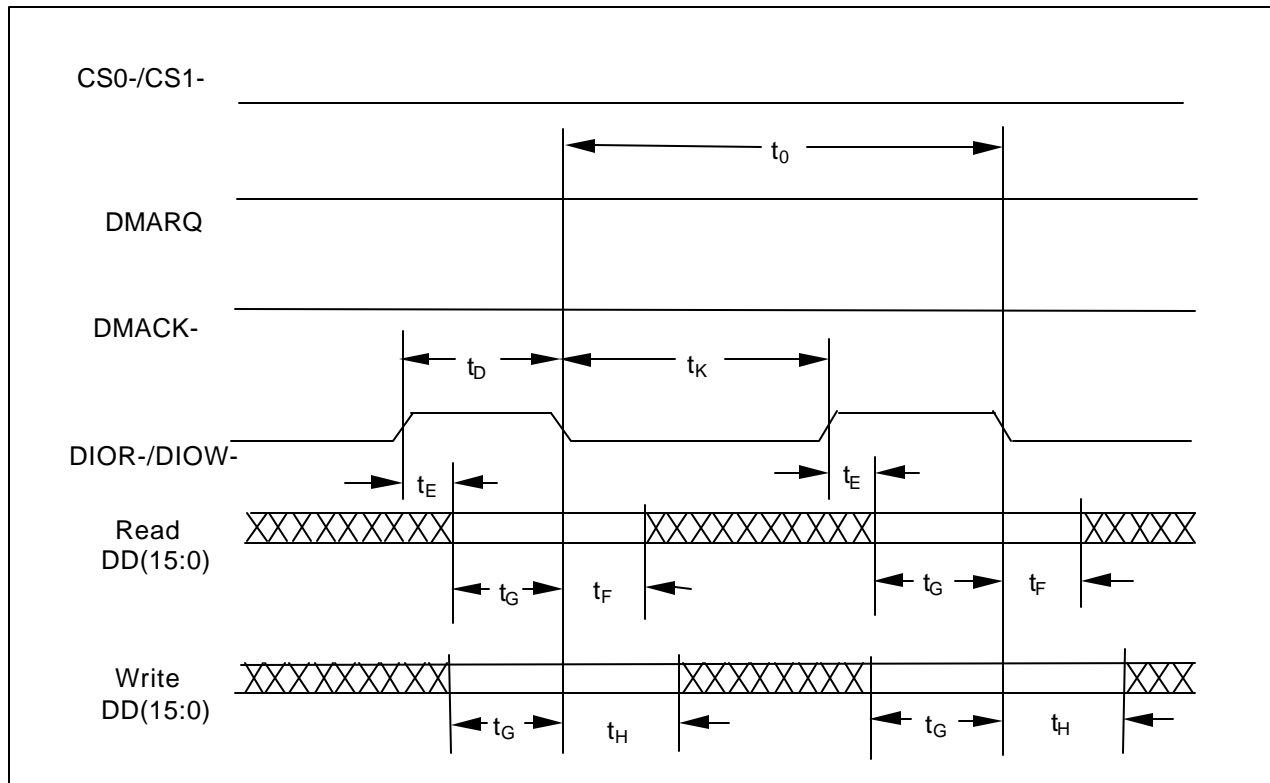 CS0-/CS1-
t0
DMARQ
DMACK-
tD
tK
DIOR-/DIOW-
tE
tE
Read
DD(15:0)
tG
tF
tG
tF
Write
DD(15:0)
tG
tH
tG
tH